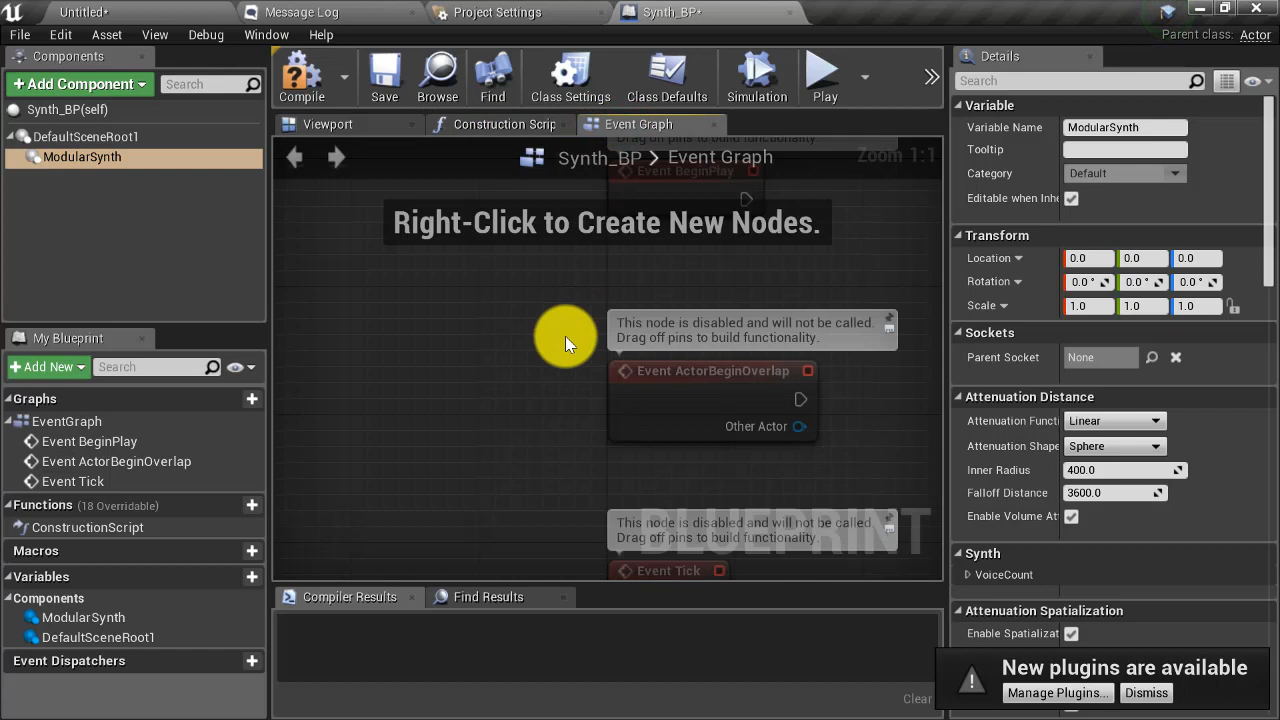 Untitled*
Message Log
Project Settings
Synth_BP*
File Edit Asset View Debug Window Help
Parent class: Actor
Components
Add Component
Search
Synth_BP(self)
DefaultSceneRoot1
ModularSynth
Compile
Save
Browse
Find
Class Settings
Class Defaults
Simulation
Play
Viewport
Construction Scrip
Event Graph
Synth_BP > Event Graph
Zoom 1:1
Drag off pins to build functionality.
Event BeginPlay
Right-Click to Create New Nodes.
This node is disabled and will not be called.
Drag off pins to build functionality.
Event ActorBeginOverlap
Other Actor
This node is disabled and will not be called.
Drag off pins to build functionality.
BLUEPRINT
Event Tick
My Blueprint
Add New
Search
Graphs
EventGraph
Event BeginPlay
Event ActorBeginOverlap
Event Tick
Functions (18 Overridable)
ConstructionScript
Macros
Variables
Components
ModularSynth
DefaultSceneRoot1
Event Dispatchers
Compiler Results
Find Results
Clear
Details
Search
Variable
Variable Name ModularSynth
Tooltip
Category Default
Editable when Inhe
Transform
Location 0.0 0.0 0.0
Rotation 0.0 ° 0.0 ° 0.0 °
Scale 1.0 1.0 1.0
Sockets
Parent Socket None
Attenuation Distance
Attenuation Functi Linear
Attenuation Shape Sphere
Inner Radius 400.0
Falloff Distance 3600.0
Enable Volume At
Synth
VoiceCount
Attenuation Spatialization
Enable Spatializat
New plugins are available
Manage Plugins... Dismiss